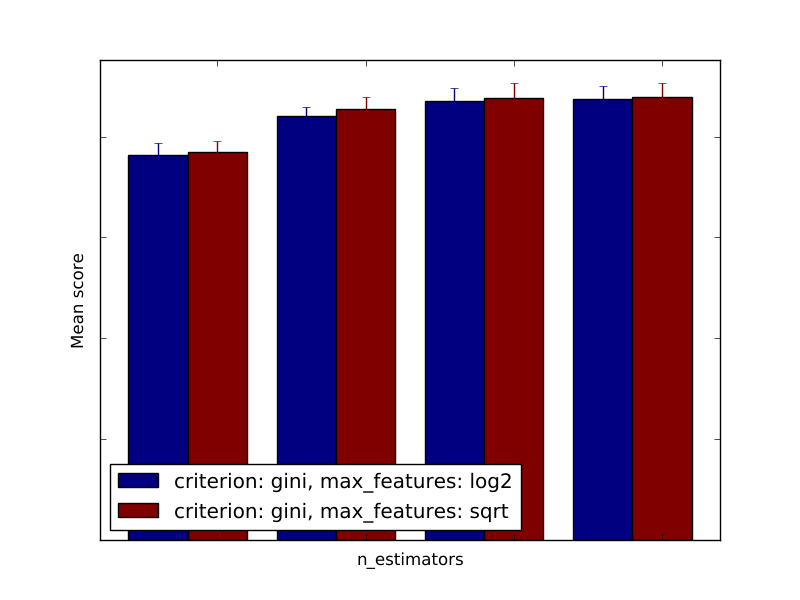 Mean score
criterion: gini, max_features: log2
criterion: gini, max_features: sqrt
n_estimators